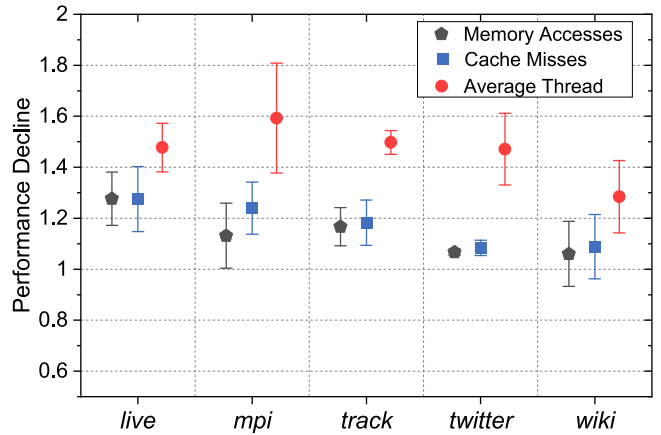 2
1.8
1.6
1.4
1.2
1
0.8
0.6
Performance Decline
Memory Accesses
Cache Misses
Average Thread
live mpi track twitter wiki